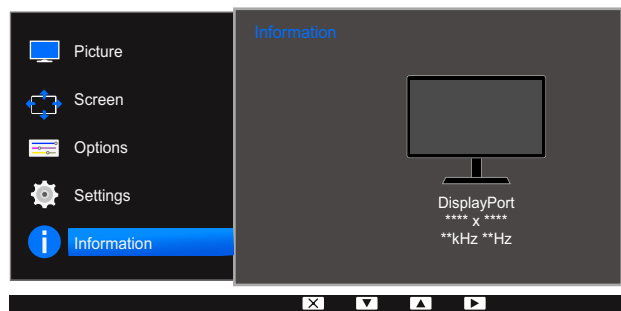 Picture
Screen
Options
Settings
Information
Information
DisplayPort
**** x ****
**kHz **Hz